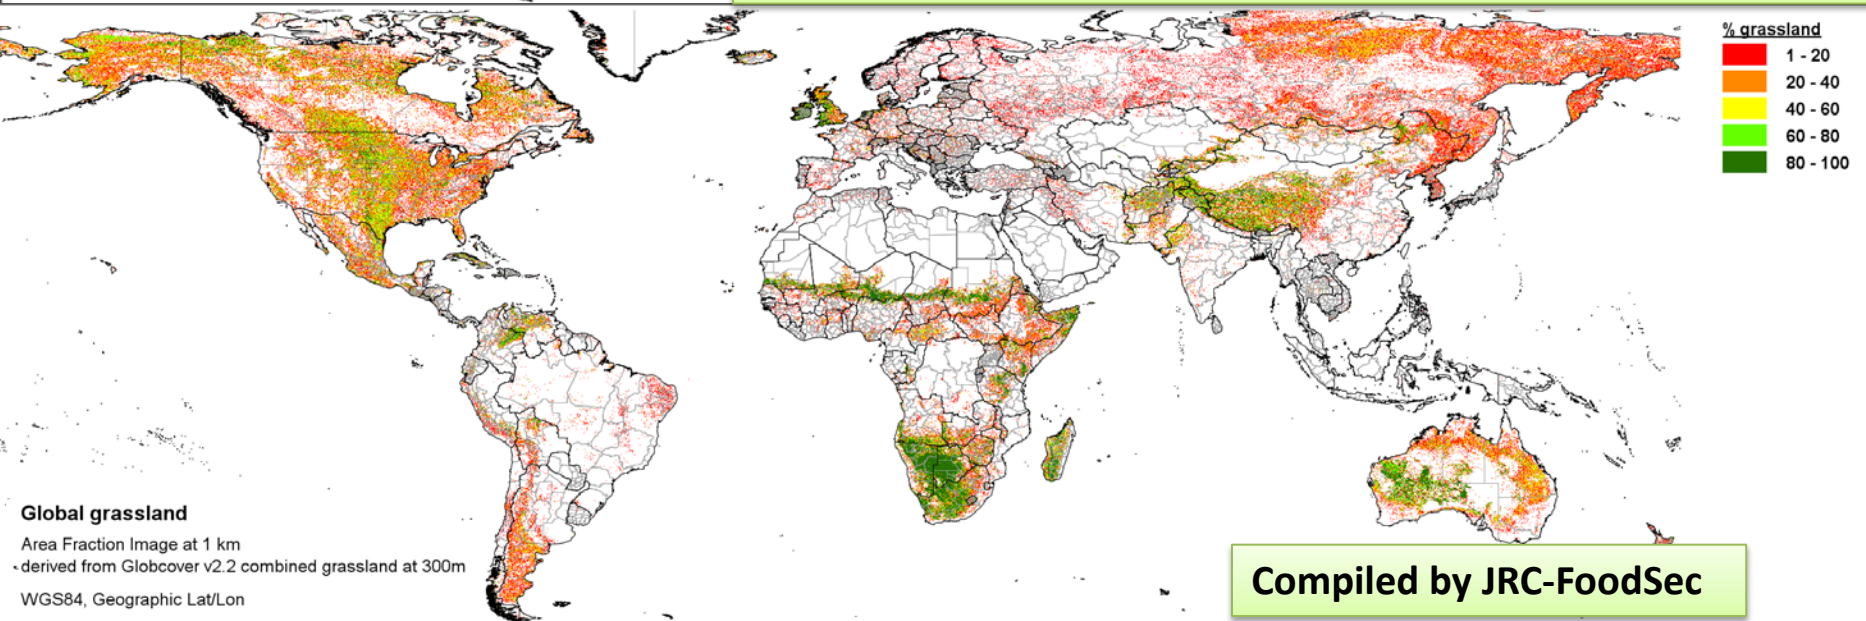 % grassland
1 - 20
20 - 40
40 - 60
60 - 80
80 - 100
Global grassland
Area Fraction Image at 1 km
derived from Globcover v2.2 combined grassland at 300m
WGS84, Geographic Lat/Lon
Compiled by JRC-FoodSec